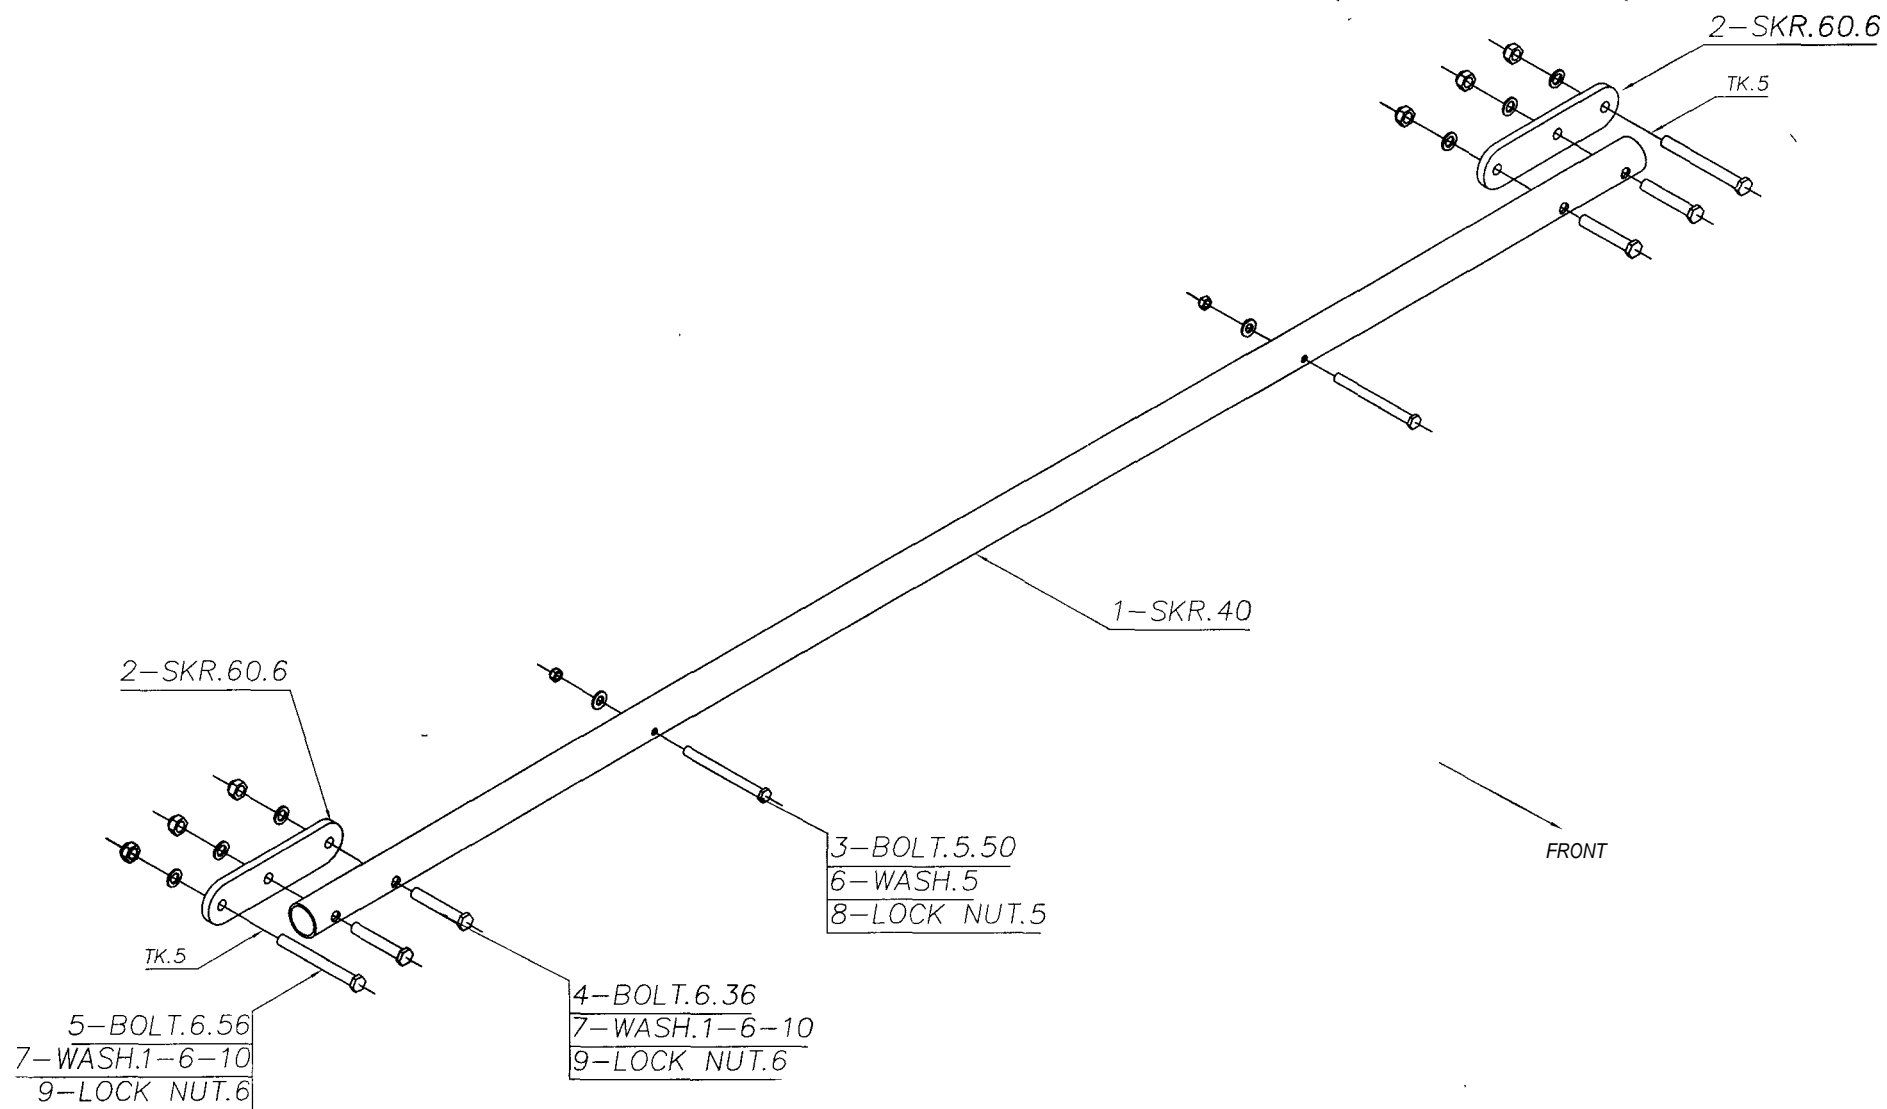 2-SKR.60.6
TK.5
1-SKR.40
2-SKR.60.6
FRONT
3-BOLT.5.50
6-WASH.5
8-LOCK NUT.5
TK.5
4-BOLT.6.36
7-WASH.1-6-10
9-LOCK NUT.6
5-BOLT.6.56
7-WASH.1-6-10
9-LOCK NUT.6